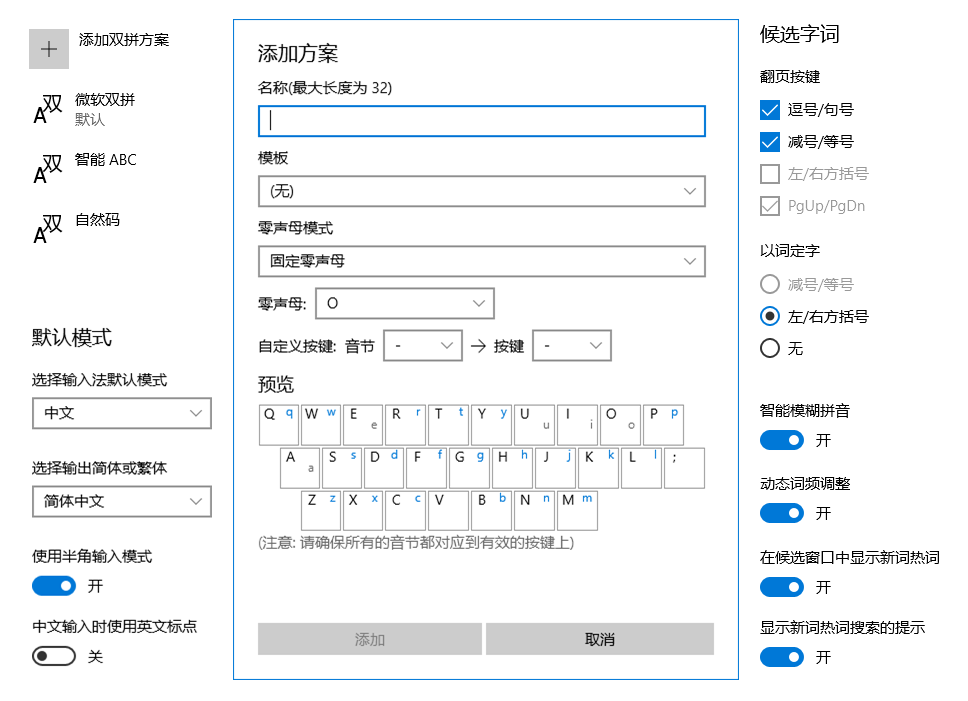 添加双拼方案
微软双拼
默认
智能 ABC
自然码
默认模式
选择输入法默认模式
中文
选择输出简体或繁体
简体中文
使用半角输入模式
开
中文输入时使用英文标点
关
添加方案
名称(最大长度为 32)
模板
(无)
零声母模式
固定零声母
零声母: O
自定义按键: 音节 - → 按键 -
预览
Q q W w E e R r T t Y y U u I i O o P p
A a S s D d F f G g H h J j K k L l ;
Z z X x C c V B b N n M m
(注意: 请确保所有的音节都对应到有效的按键上)
添加 取消
候选字词
翻页按键
逗号/句号
减号/等号
左/右方括号
PgUp/PgDn
以词定字
减号/等号
左/右方括号
无
智能模糊拼音
开
动态词频调整
开
在候选窗口中显示新词热词
开
显示新词热词搜索的提示
开